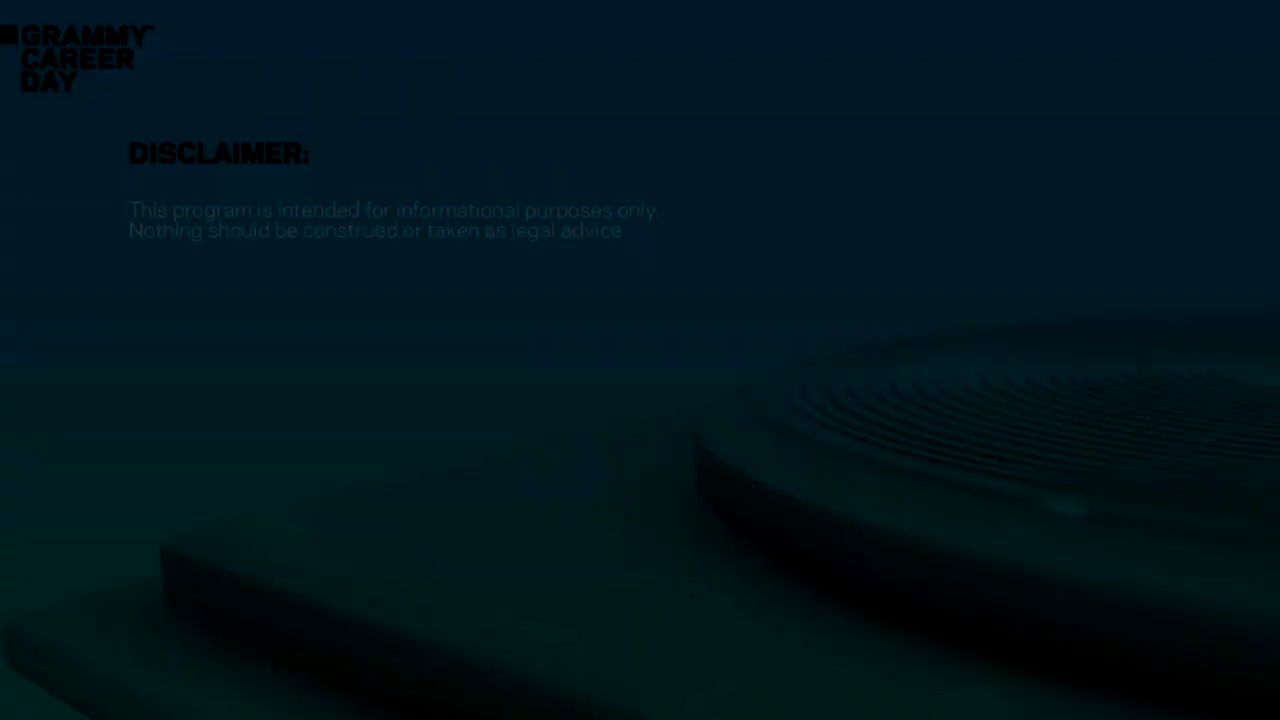 GRAMMY
CAREER
DAY
DISCLAIMER:
This program is intended for informational purposes only
Nothing should be construed or taken as legal advice